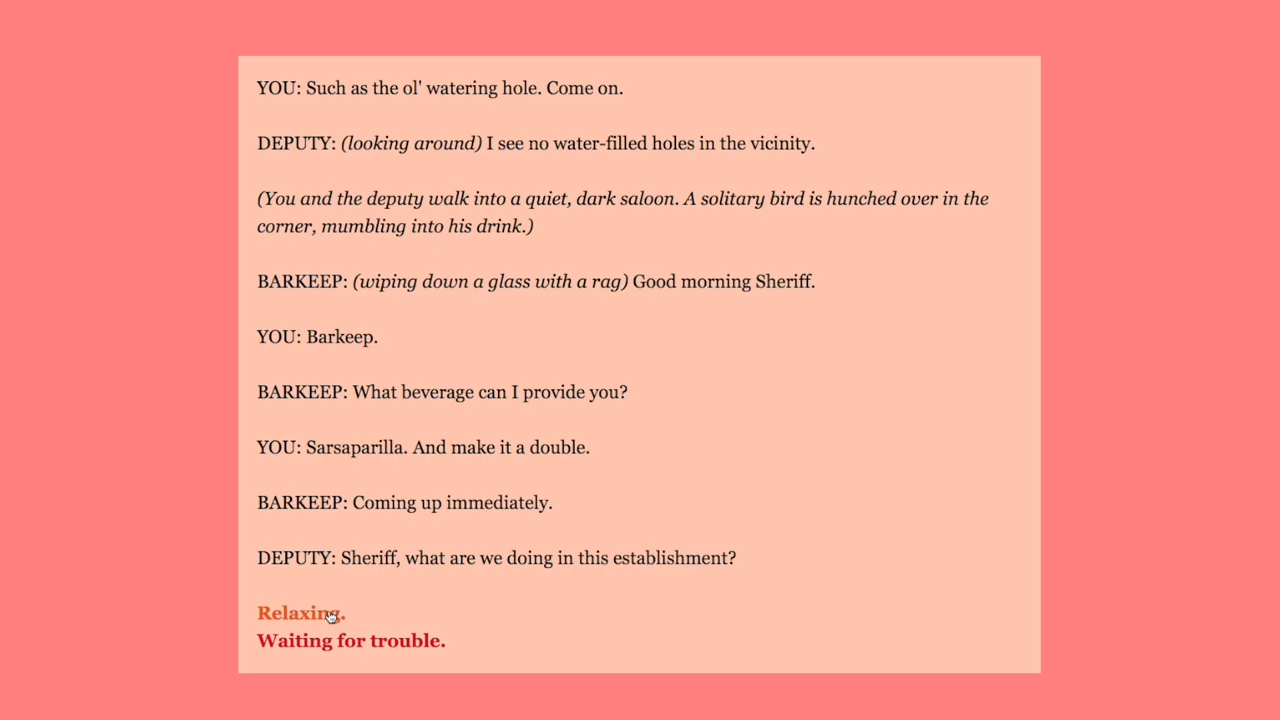 YOU: Such as the ol' watering hole. Come on.
DEPUTY: (looking around) I see no water-filled holes in the vicinity.
(You and the deputy walk into a quiet, dark saloon. A solitary bird is hunched over in the
corner, mumbling into his drink.)
BARKEEP: (wiping down a glass with a rag) Good morning Sheriff.
YOU: Barkeep.
BARKEEP: What beverage can I provide you?
YOU: Sarsaparilla. And make it a double.
BARKEEP: Coming up immediately.
DEPUTY: Sheriff, what are we doing in this establishment?
Relaxing.
Waiting for trouble.